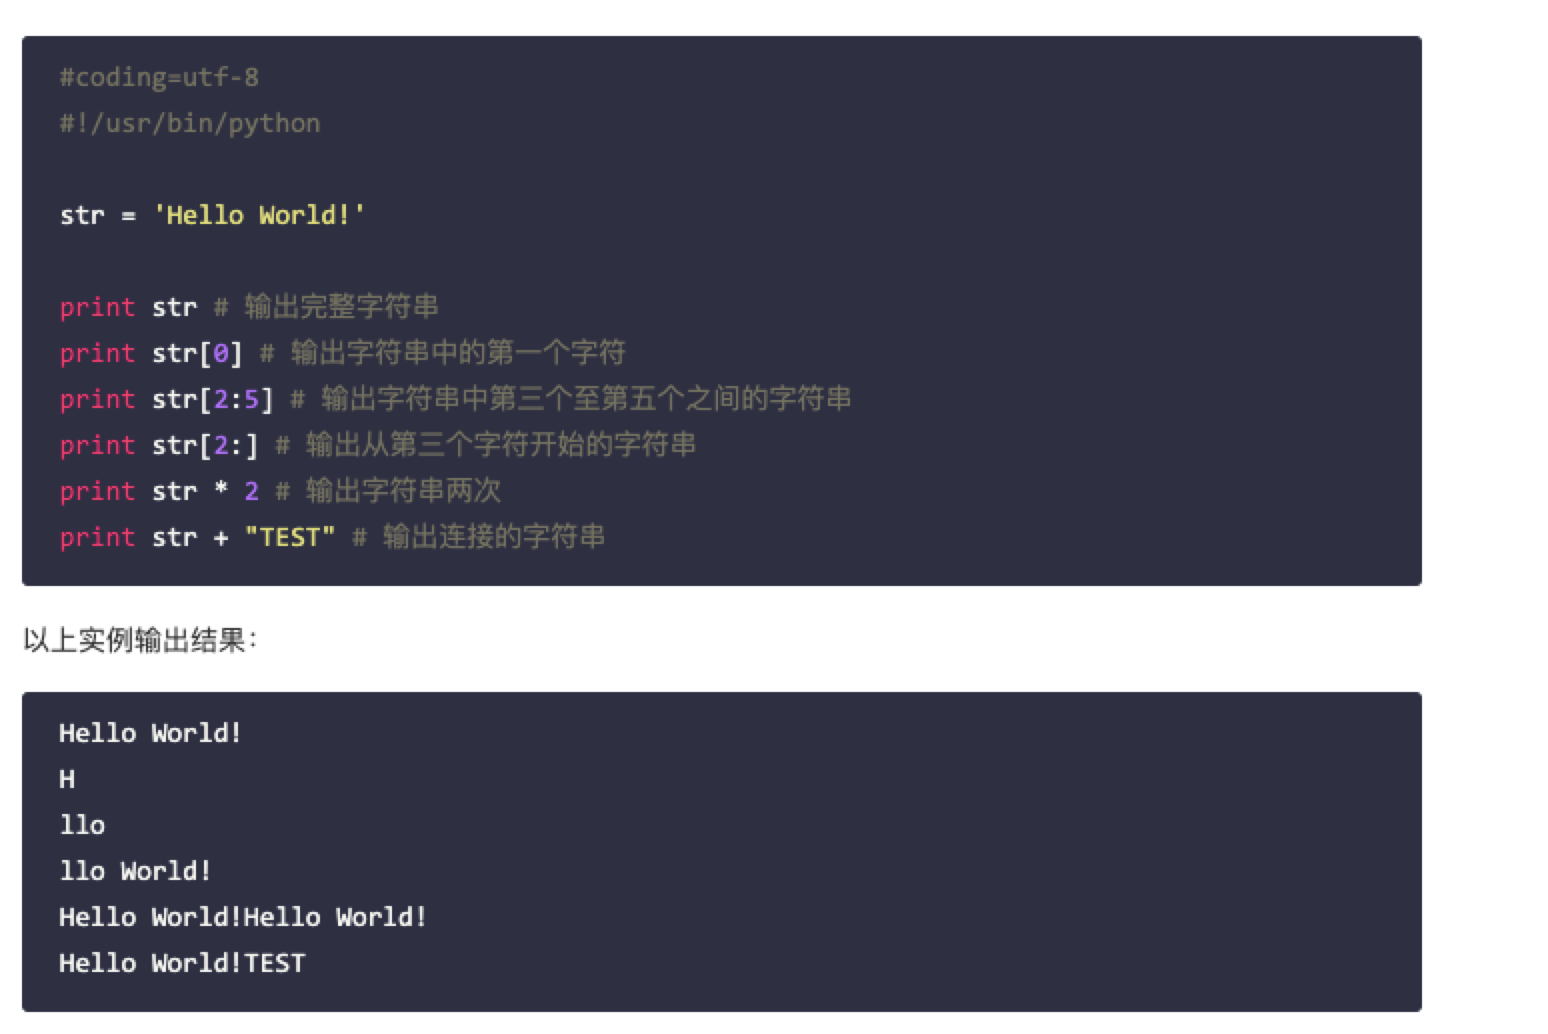 #coding=utf-8
#!/usr/bin/python
str = 'Hello World!'
print str # 输出完整字符串
print str[0] # 输出字符串中的第一个字符
print str[2:5] # 输出字符串中第三个至第五个之间的字符串
print str[2:] # 输出从第三个字符开始的字符串
print str * 2 # 输出字符串两次
print str + "TEST" # 输出连接的字符串
以上实例输出结果：
Hello World!
H
llo
llo World!
Hello World!Hello World!
Hello World!TEST